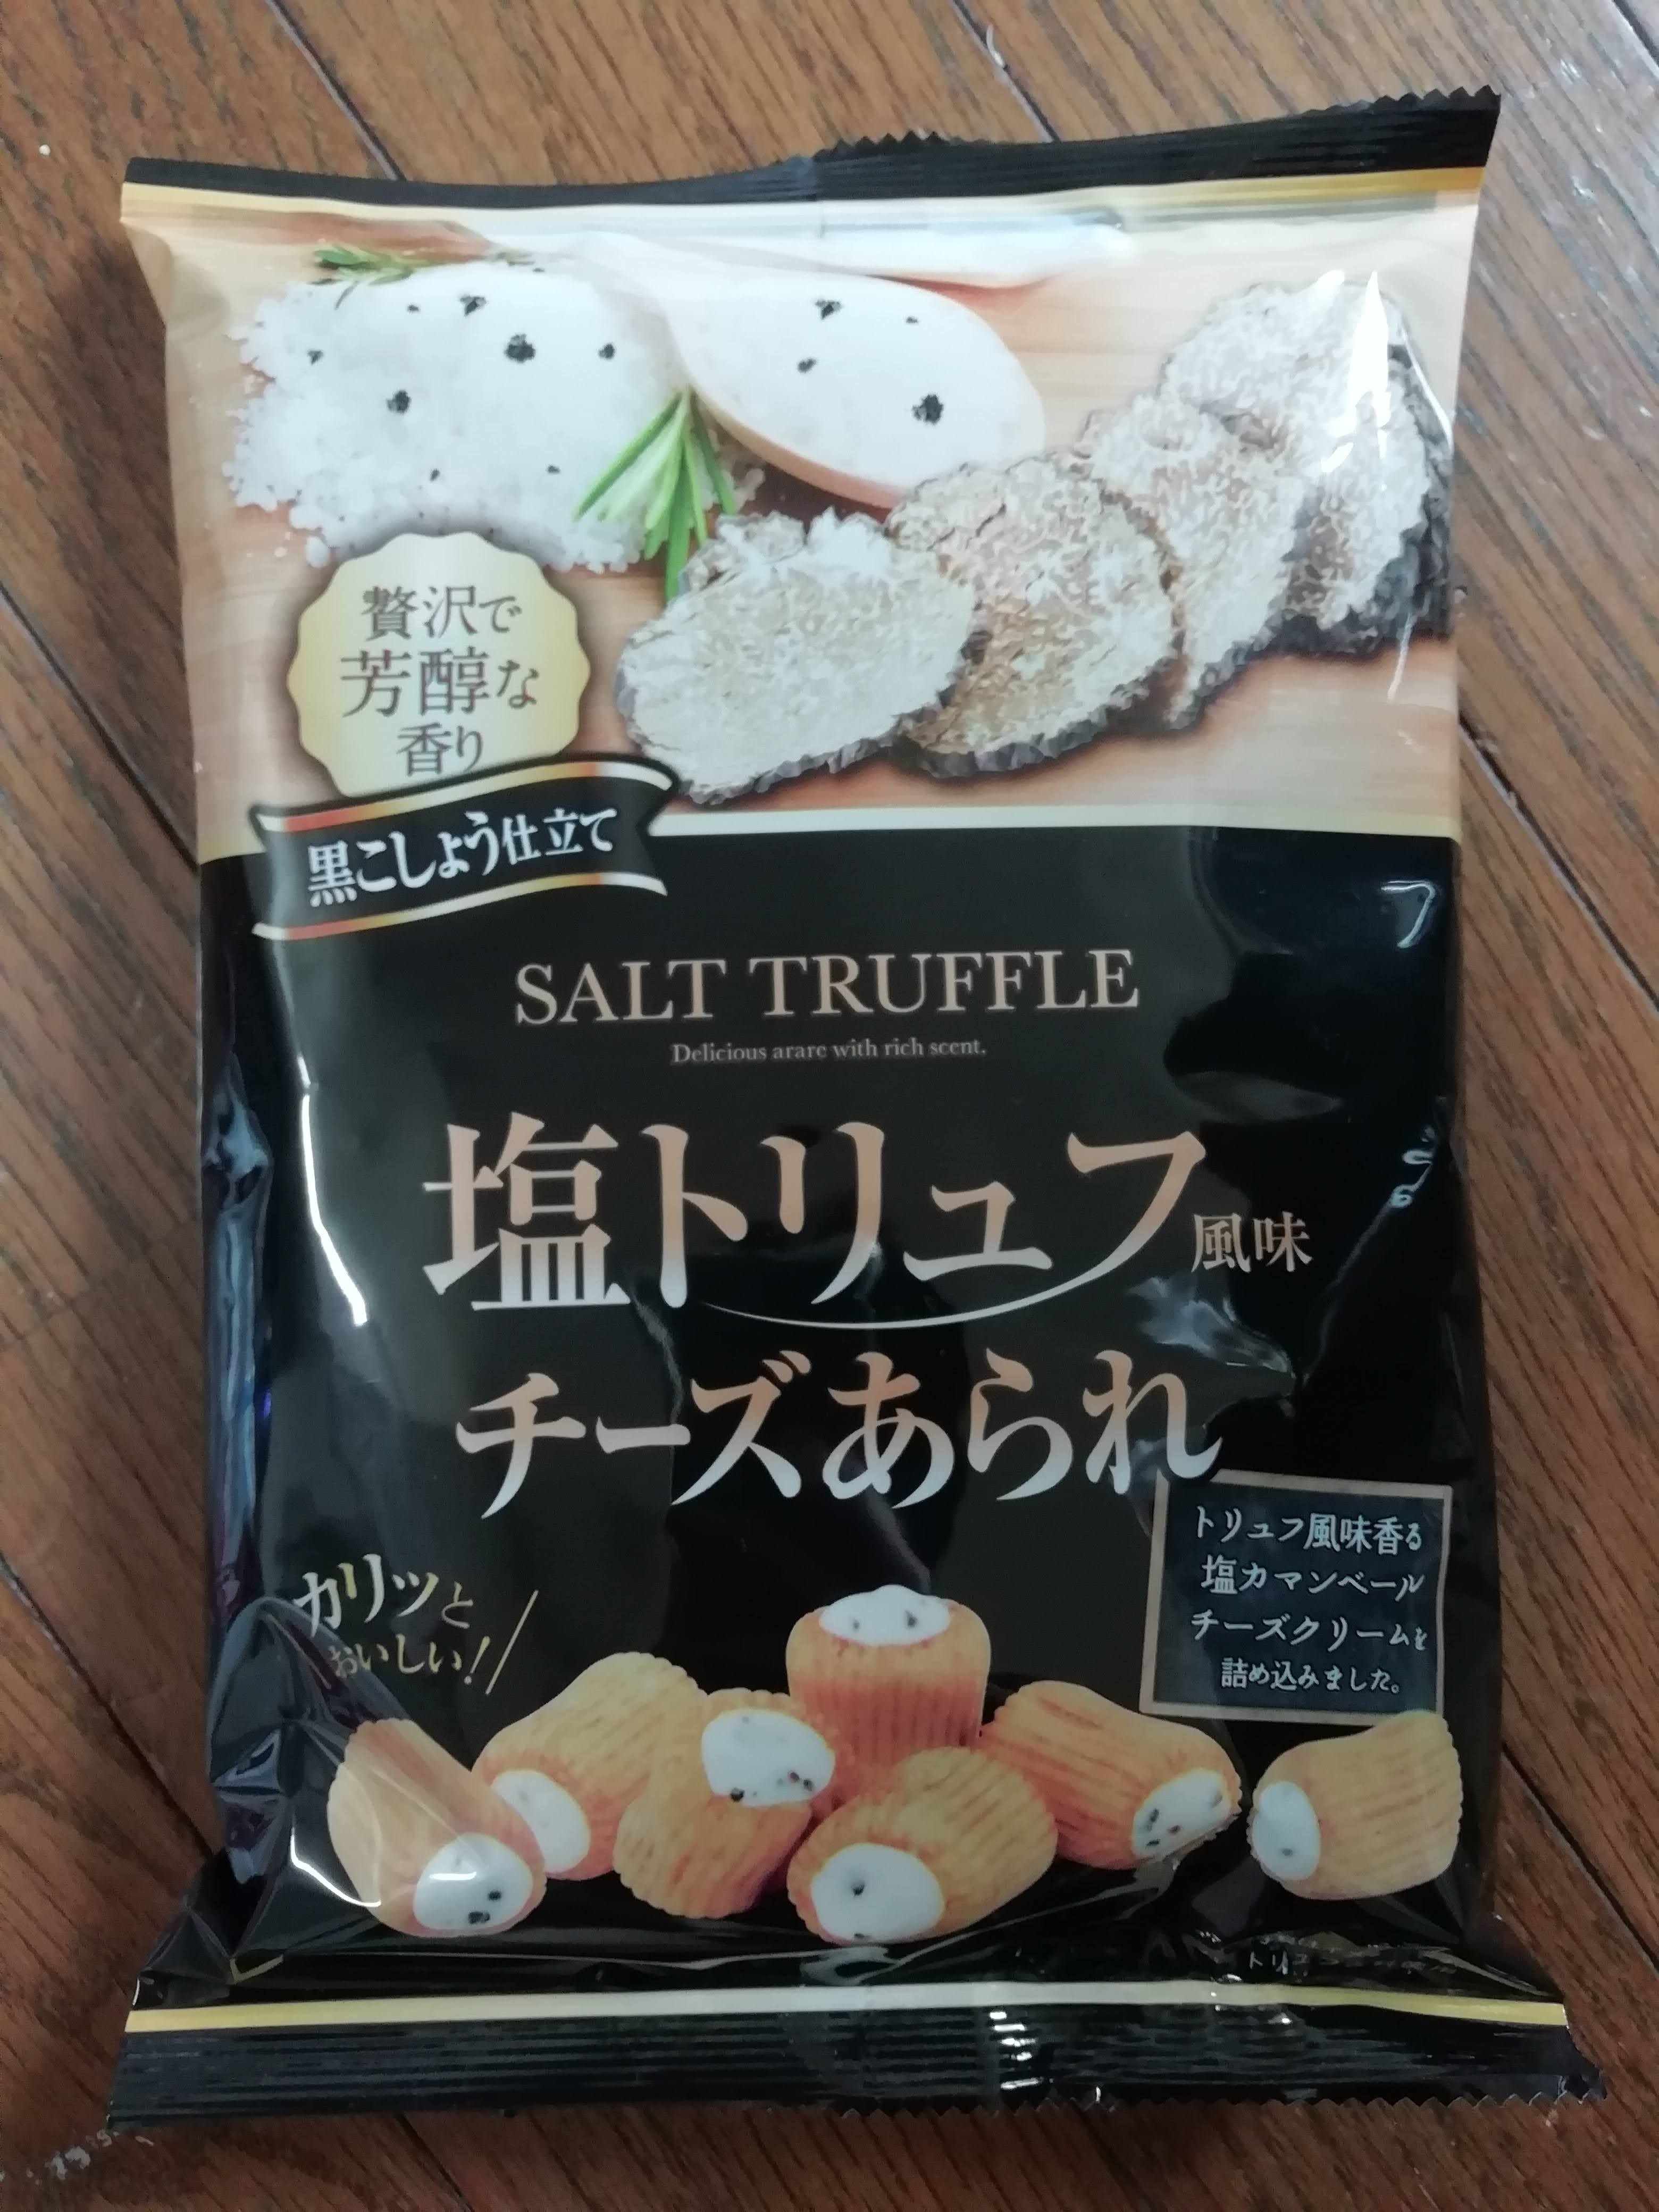 贅沢で
芳醇な
香り
黒こしょう仕立て
SALT TRUFFLE
Delicious arare with rich scent.
塩トリュフ風味
チーズあられ
カリッと
おいしい!
トリュフ風味香る
塩カマンベール
チーズクリームを
詰め込みました。